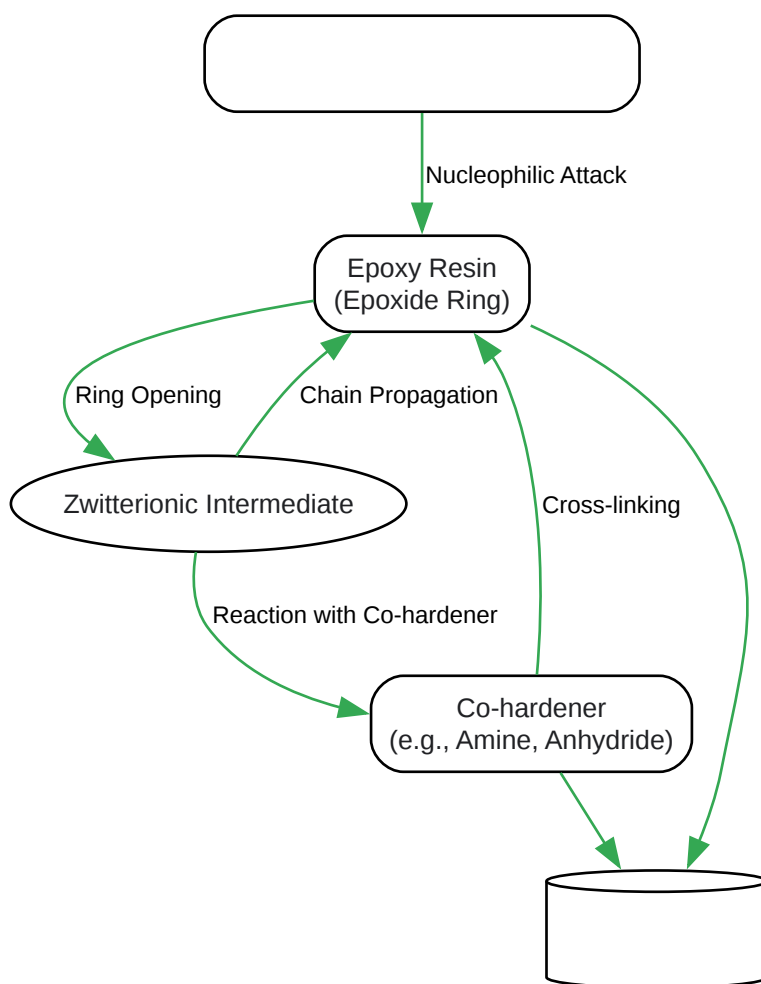 Nucleophilic Attack
Epoxy Resin
(Epoxide Ring)
Ring Opening
Chain Propagation
Zwitterionic Intermediate
Cross-linking
Reaction with Co-hardener
Co-hardener
(e.g., Amine, Anhydride)